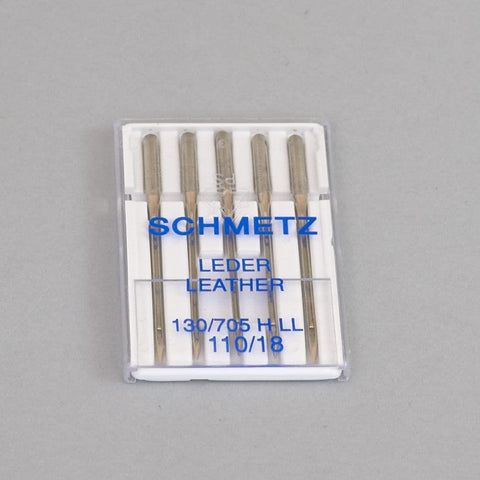 SCHMETZ
LEDER
LEATHER
130/705 H LL
110/18